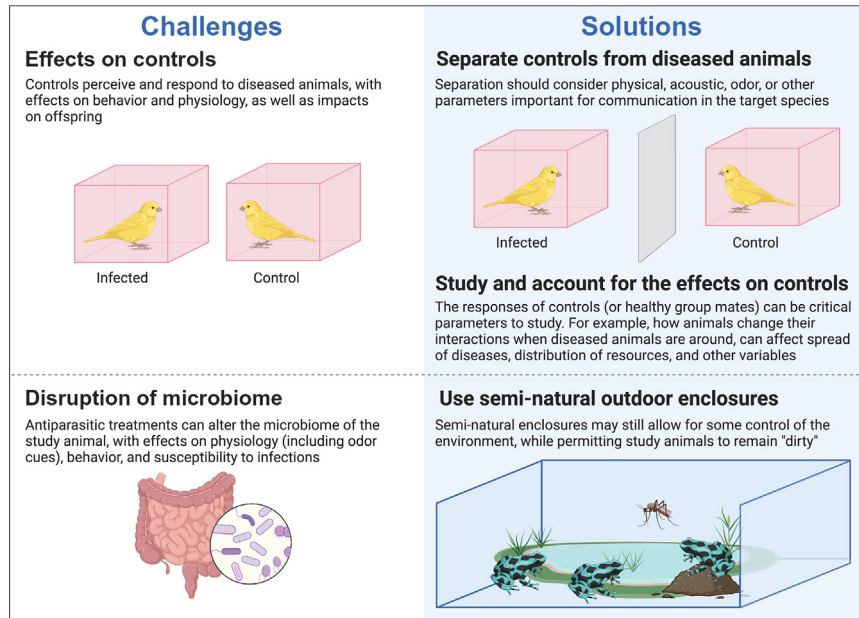 Challenges
Effects on controls
Controls perceive and respond to diseased animals, with
effects on behavior and physiology, as well as impacts
on offspring
Infected
Control
Solutions
Separate controls from diseased animals
Separation should consider physical, acoustic, odor, or other
parameters important for communication in the target species
Infected
Control
Study and account for the effects on controls
The responses of controls (or healthy group mates) can be critical
parameters to study. For example, how animals change their
interactions when diseased animals are around, can affect spread
of diseases, distribution of resources, and other variables
Disruption of microbiome
Antiparasitic treatments can alter the microbiome of the
study animal, with effects on physiology (including odor
cues), behavior, and susceptibility to infections
Use semi-natural outdoor enclosures
Semi-natural enclosures may still allow for some control of the
environment, while permitting study animals to remain "dirty"